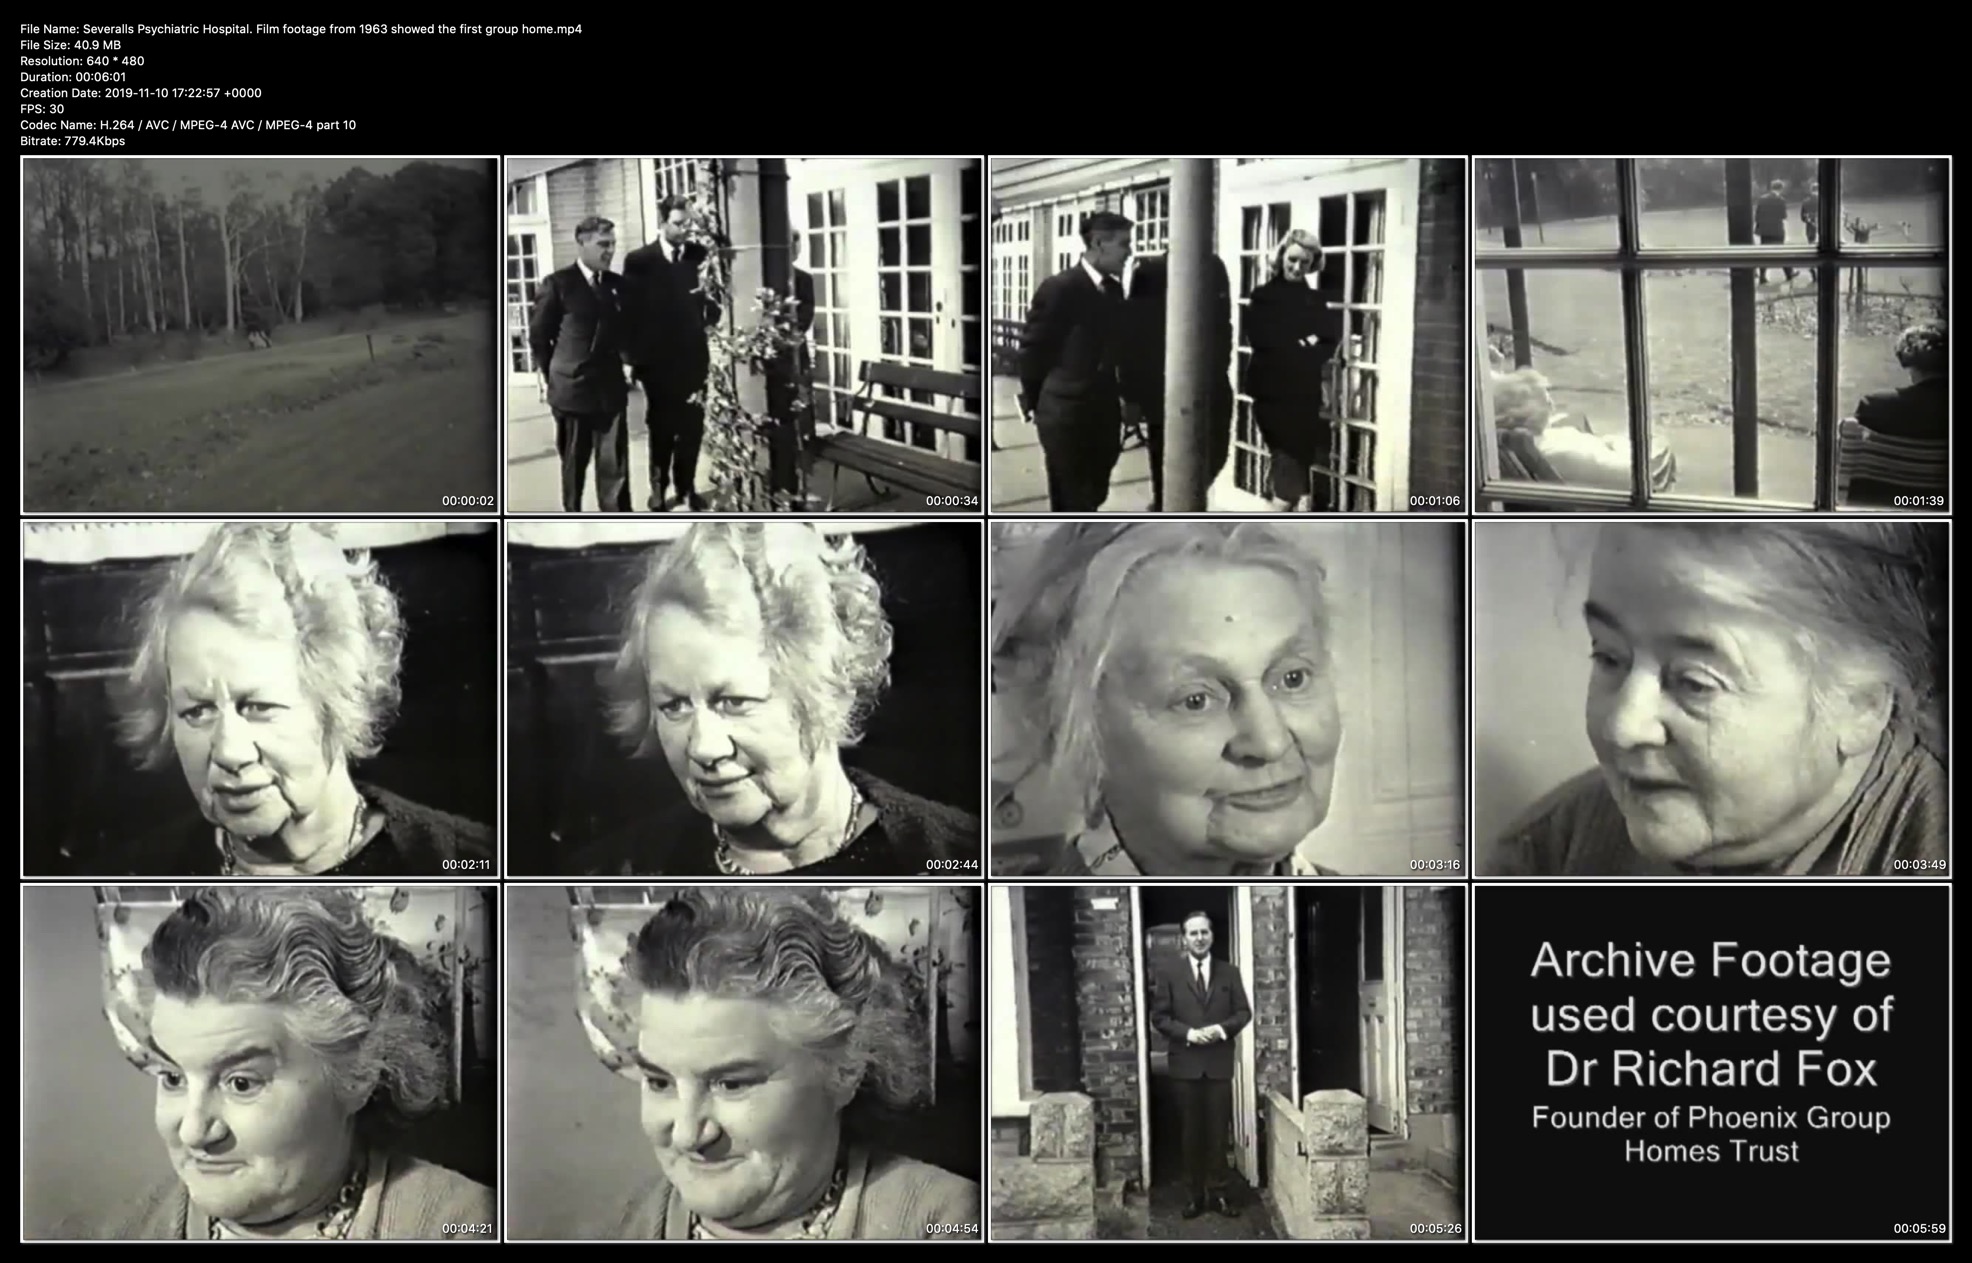 File Name: Severalls Psychiatric Hospital. Film footage from 1963 showed the first group home.mp4
File Size: 40.9 MB
Resolution: 640 * 480
Duration: 00:06:01
Creation Date: 2019-11-10 17:22:57 +0000
FPS: 30
Codec Name: H.264 / AVC / MPEG-4 AVC / MPEG-4 part 10
Bitrate: 779.4Kbps
00:00:02
00:00:34
00:01:06
00:01:39
00:02:11
00:02:44
00:03:16
00:03:49
00:04:21
00:04:54
00:05:26
Archive Footage
used courtesy of
Dr Richard Fox
Founder of Phoenix Group
Homes Trust
00:05:59